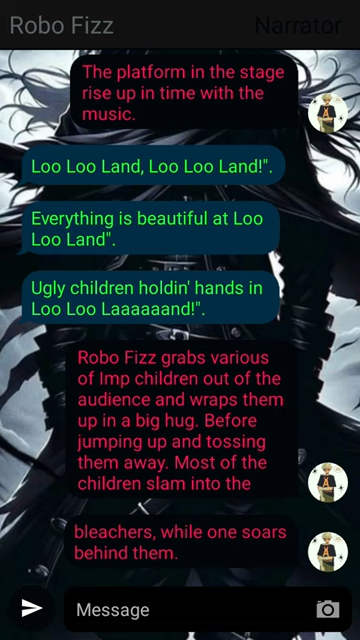 Robo Fizz
Narrator
The platform in the stage
rise up in time with the
music.
Loo Loo Land, Loo Loo Land!".
Everything is beautiful at Loo
Loo Land".
Ugly children holdin' hands in
Loo Loo Laaaaaand!".
Robo Fizz grabs various
of Imp children out of the
audience and wraps them
up in a big hug. Before
jumping up and tossing
them away. Most of the
children slam into the
bleachers, while one soars
behind them.
Message